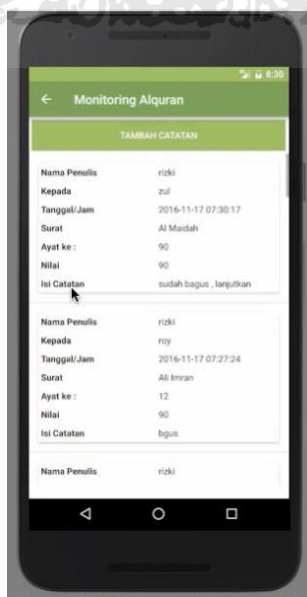 8:30
Monitoring Alquran
TAMBAH CATATAN
Nama Penulis rizki
Kepada zul
Tanggal/Jam 2016-11-17 07:30:17
Surat Al Maidah
Ayat ke : 90
Nilai 90
Isi Catatan sudah bagus , lanjutkan
Nama Penulis rizki
Kepada roy
Tanggal/Jam 2016-11-17 07:27:24
Surat Ali Imran
Ayat ke : 12
Nilai 90
Isi Catatan bgus
Nama Penulis rizki